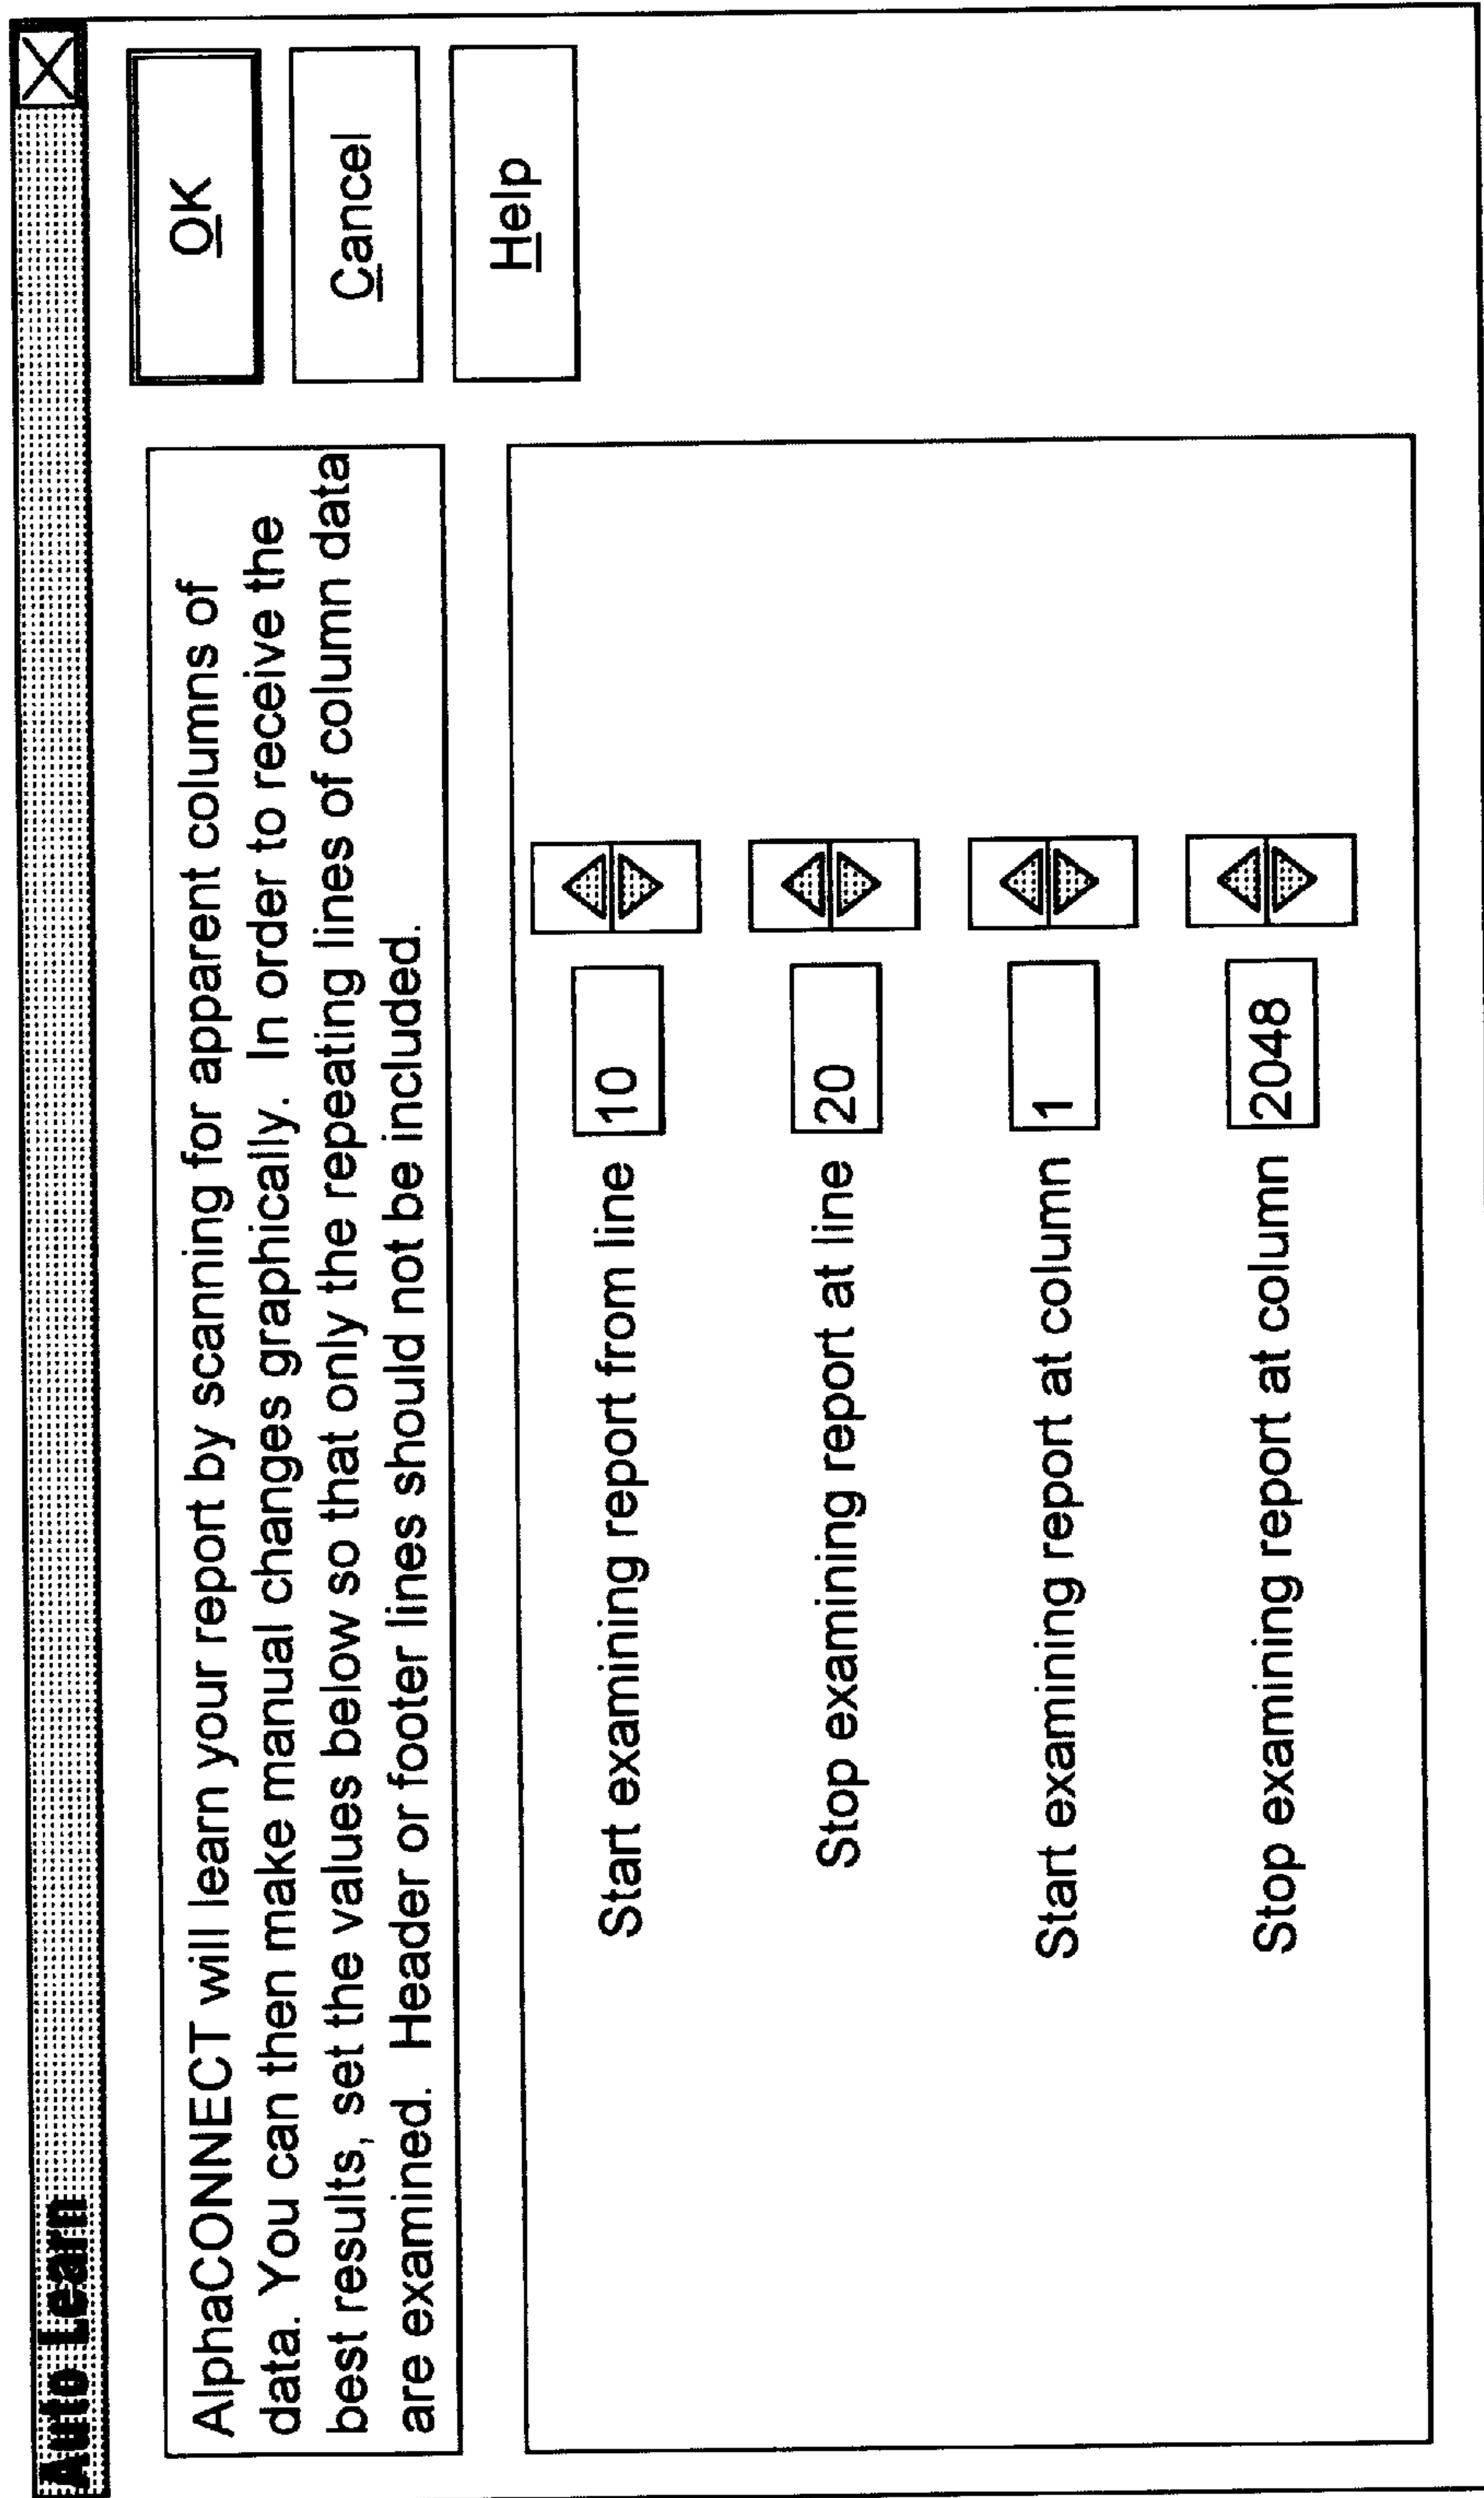 Auto Learn
AlphaCONNECT will learn your report by scanning for apparent columns of
data. You can then make manual changes graphically. In order to receive the
best results, set the values below so that only the repeating lines of column data
are examined. Header or footer lines should not be included.
OK
Cancel
Help
Start examining report from line 10
Stop examining report at line 20
Start examining report at column 1
Stop examining report at column 2048